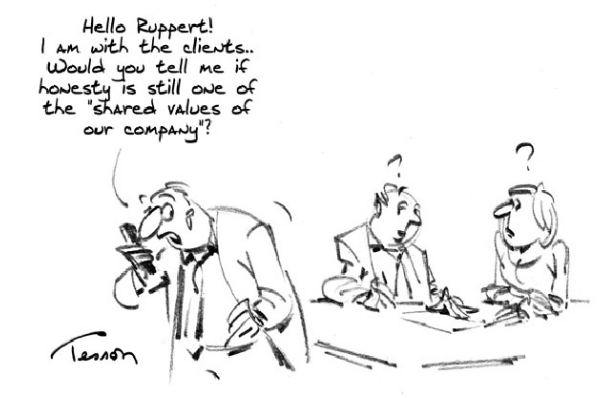 Hello Ruppert!
I am with the clients..
Would you tell me if
honesty is still one of
the "shared values of
our company"?
?
?
Tesson